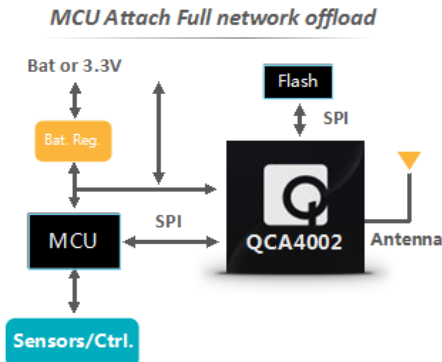 MCU Attach Full network offload
Bat or 3.3V
Flash
SPI
Bat. Reg.
SPI
MCU
QCA4002
Antenna
Sensors/Ctrl.